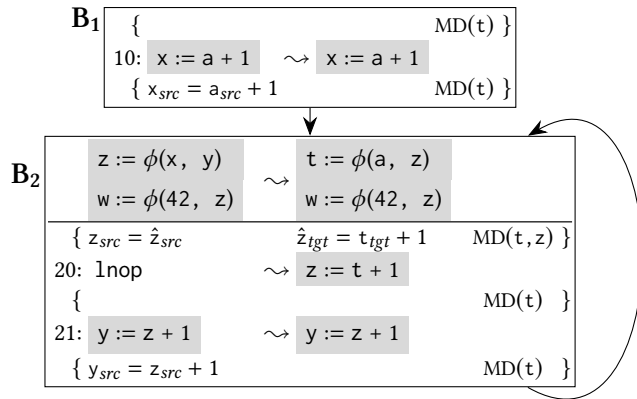 B₁
{ MD(t)
10: x := a + 1 ⤳ x := a + 1
{ x_src = a_src + 1 MD(t) }
B₂
z := ϕ(x, y) ⤳ t := ϕ(a, z)
w := ϕ(42, z) w := ϕ(42, z)
{ z_src = ẑ_src ẑ_tgt = t_tgt + 1 MD(t,z) }
20: lnop ⤳ z := t + 1
{ MD(t) }
21: y := z + 1 ⤳ y := z + 1
{ y_src = z_src + 1 MD(t) }